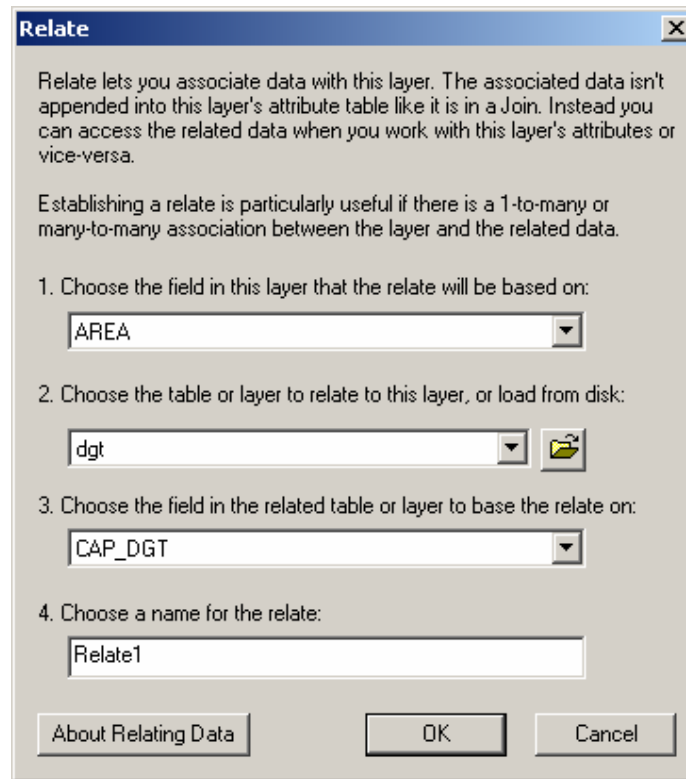 Relate
Relate lets you associate data with this layer. The associated data isn't
appended into this layer's attribute table like it is in a Join. Instead you
can access the related data when you work with this layer's attributes or
vice-versa.
Establishing a relate is particularly useful if there is a 1-to-many or
many-to-many association between the layer and the related data.
1. Choose the field in this layer that the relate will be based on:
AREA
2. Choose the table or layer to relate to this layer, or load from disk:
dgt
3. Choose the field in the related table or layer to base the relate on:
CAP_DGT
4. Choose a name for the relate:
Relate1
About Relating Data OK Cancel